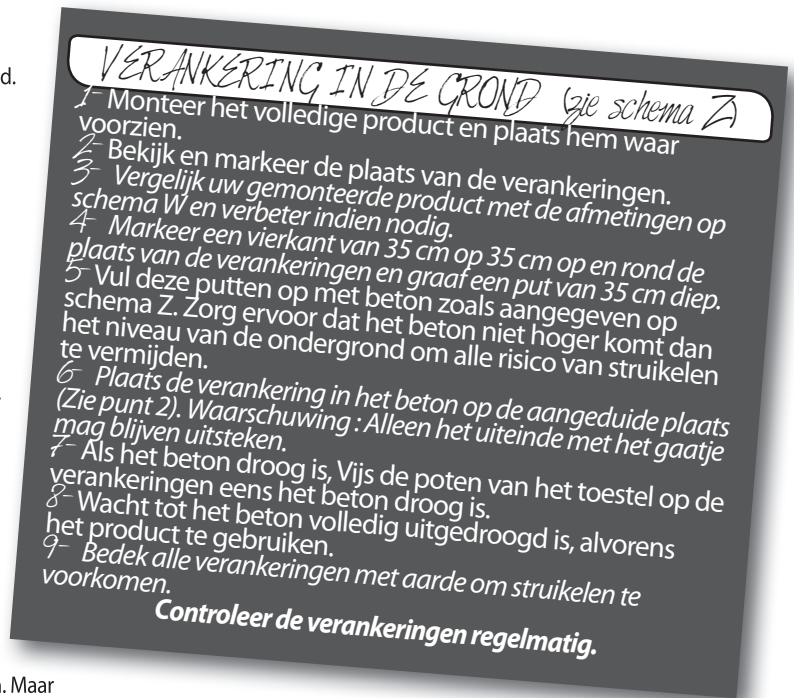 d.
VERANKERING IN DE GROND (zie schema Z)
1- Monteer het volledige product en plaats hem waar
voorzien.
2- Bekijk en markeer de plaats van de verankeringen.
3- Vergelijk uw gemonteerde product met de afmetingen op
schema W en verbeter indien nodig.
4- Markeer een vierkant van 35 cm op 35 cm op en rond de
plaats van de verankeringen en graaf een put van 35 cm diep.
5- Vul deze putten op met beton zoals aangegeven op
schema Z. Zorg ervoor dat het beton niet hoger komt dan
het niveau van de ondergrond om alle risico van struikelen
te vermijden.
6- Plaats de verankering in het beton op de aangeduide plaats
(Zie punt 2). Waarschuwing : Alleen het uiteinde met het gaatje
mag blijven uitsteken.
7- Als het beton droog is, Vijs de poten van het toestel op de
verankeringen eens het beton droog is.
8- Wacht tot het beton volledig uitgedroogd is, alvorens
het product te gebruiken.
9- Bedek alle verankeringen met aarde om struikelen te
voorkomen.
Controleer de verankeringen regelmatig.
. Maar